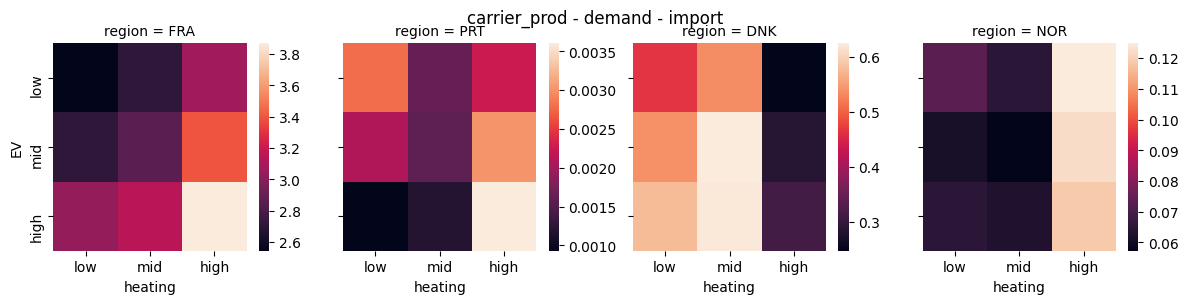 carrier_prod - demand - import
region = FRA
region = PRT
region = DNK
region = NOR
EV
low
mid
high
low mid high
heating
3.8
3.6
3.4
3.2
3.0
2.8
2.6
low mid high
heating
0.0035
0.0030
0.0025
0.0020
0.0015
0.0010
low mid high
heating
0.6
0.5
0.4
0.3
low mid high
heating
0.12
0.11
0.10
0.09
0.08
0.07
0.06